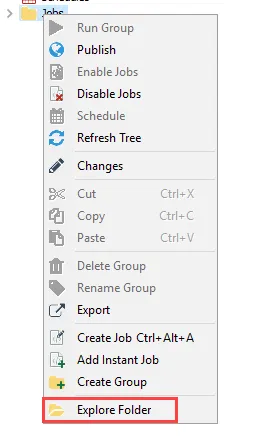 Jobs
Run Group
Publish
Enable Jobs
Disable Jobs
Schedule
Refresh Tree
Changes
Cut Ctrl+X
Copy Ctrl+C
Paste Ctrl+V
Delete Group
Rename Group
Export
Create Job Ctrl+Alt+A
Add Instant Job
Create Group
Explore Folder